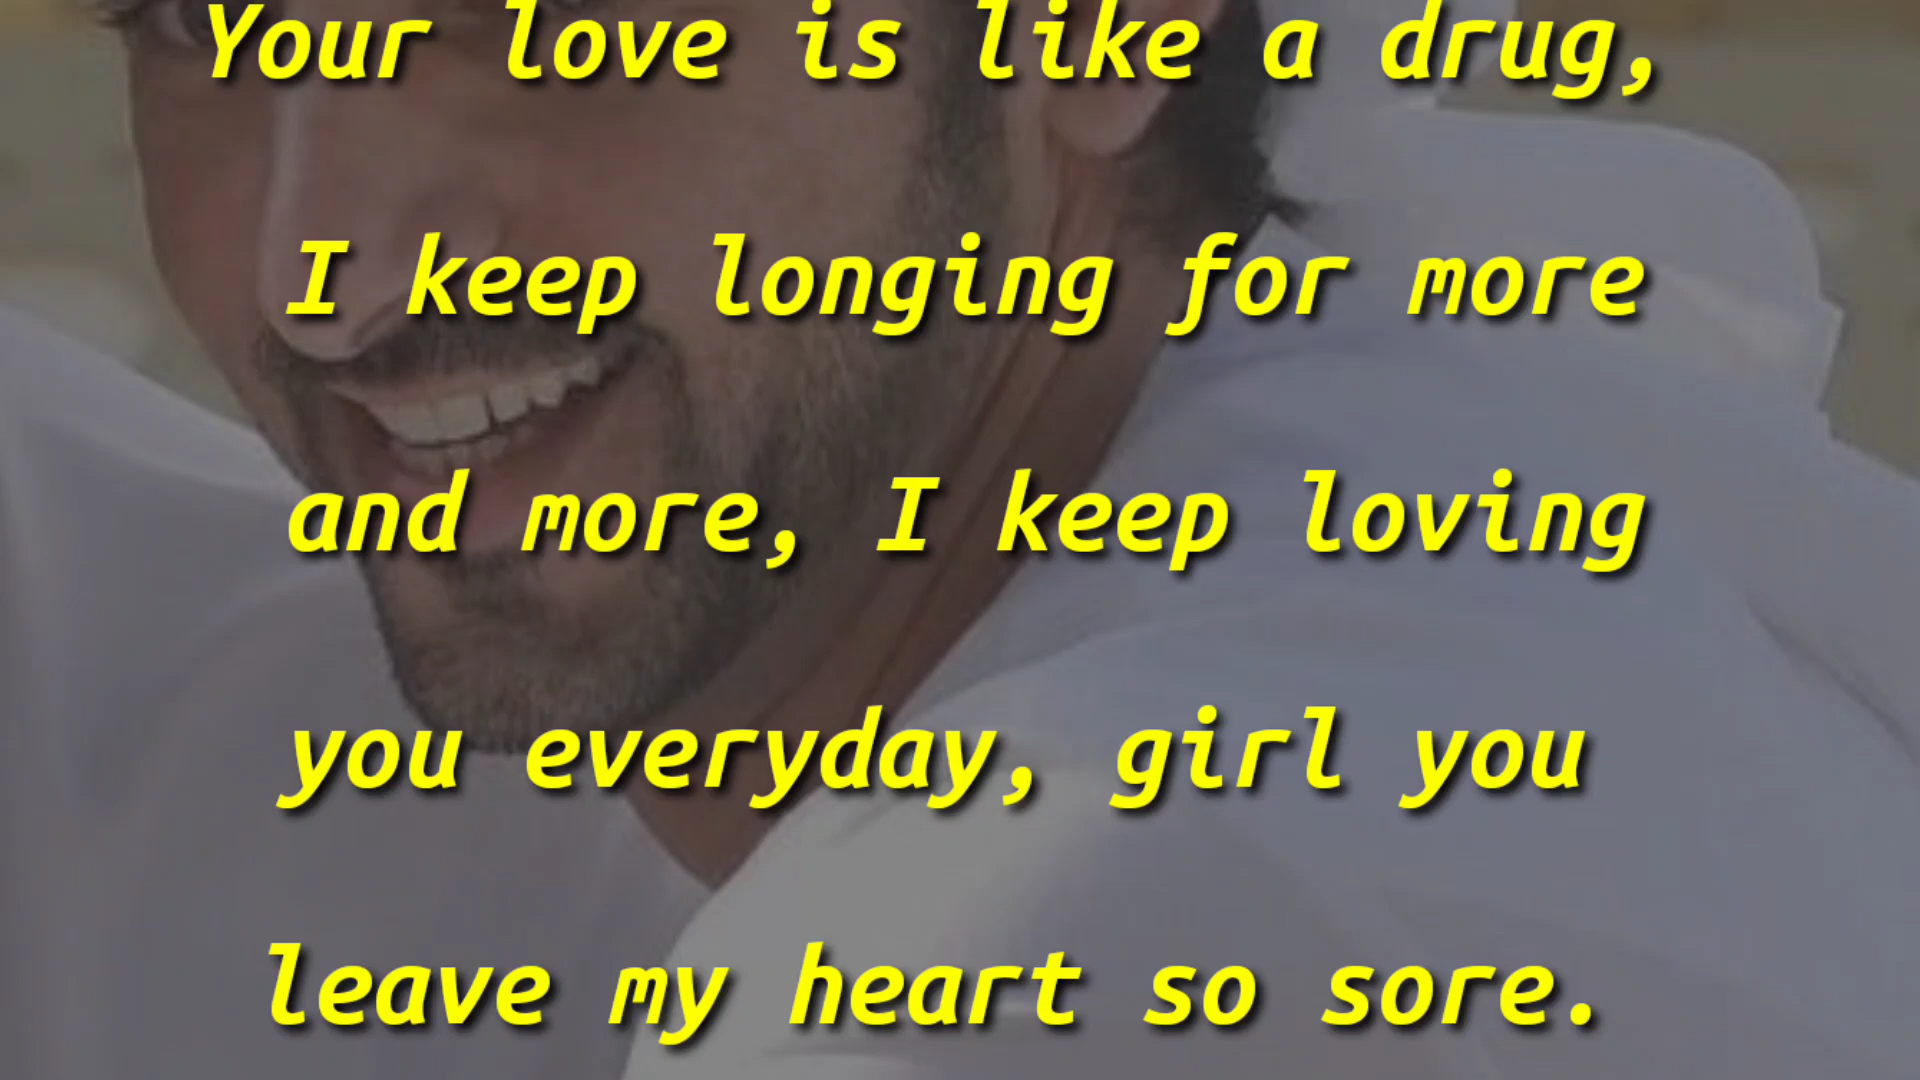 Your love is like a drug,
I keep longing for more
and more, I keep loving
you everyday, girl you
leave my heart so sore.